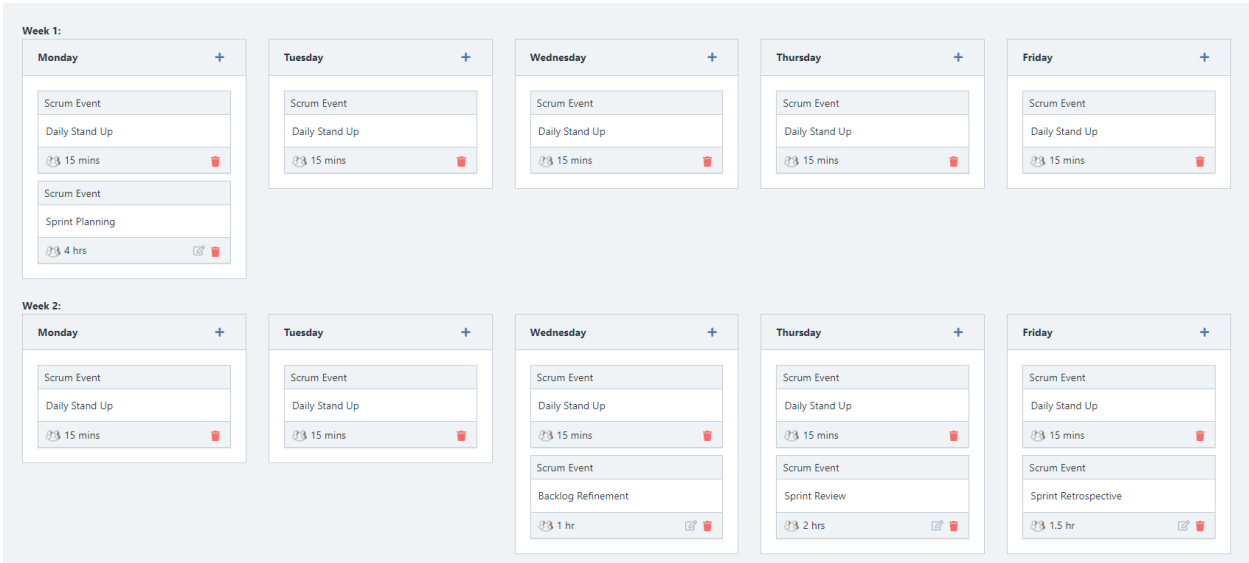 Week 1:
Monday +
Scrum Event
Daily Stand Up
15 mins
Scrum Event
Sprint Planning
4 hrs
Tuesday +
Scrum Event
Daily Stand Up
15 mins
Wednesday +
Scrum Event
Daily Stand Up
15 mins
Thursday +
Scrum Event
Daily Stand Up
15 mins
Friday +
Scrum Event
Daily Stand Up
15 mins
Week 2:
Monday +
Scrum Event
Daily Stand Up
15 mins
Tuesday +
Scrum Event
Daily Stand Up
15 mins
Wednesday +
Scrum Event
Daily Stand Up
15 mins
Scrum Event
Backlog Refinement
1 hr
Thursday +
Scrum Event
Daily Stand Up
15 mins
Scrum Event
Sprint Review
2 hrs
Friday +
Scrum Event
Daily Stand Up
15 mins
Scrum Event
Sprint Retrospective
1.5 hr